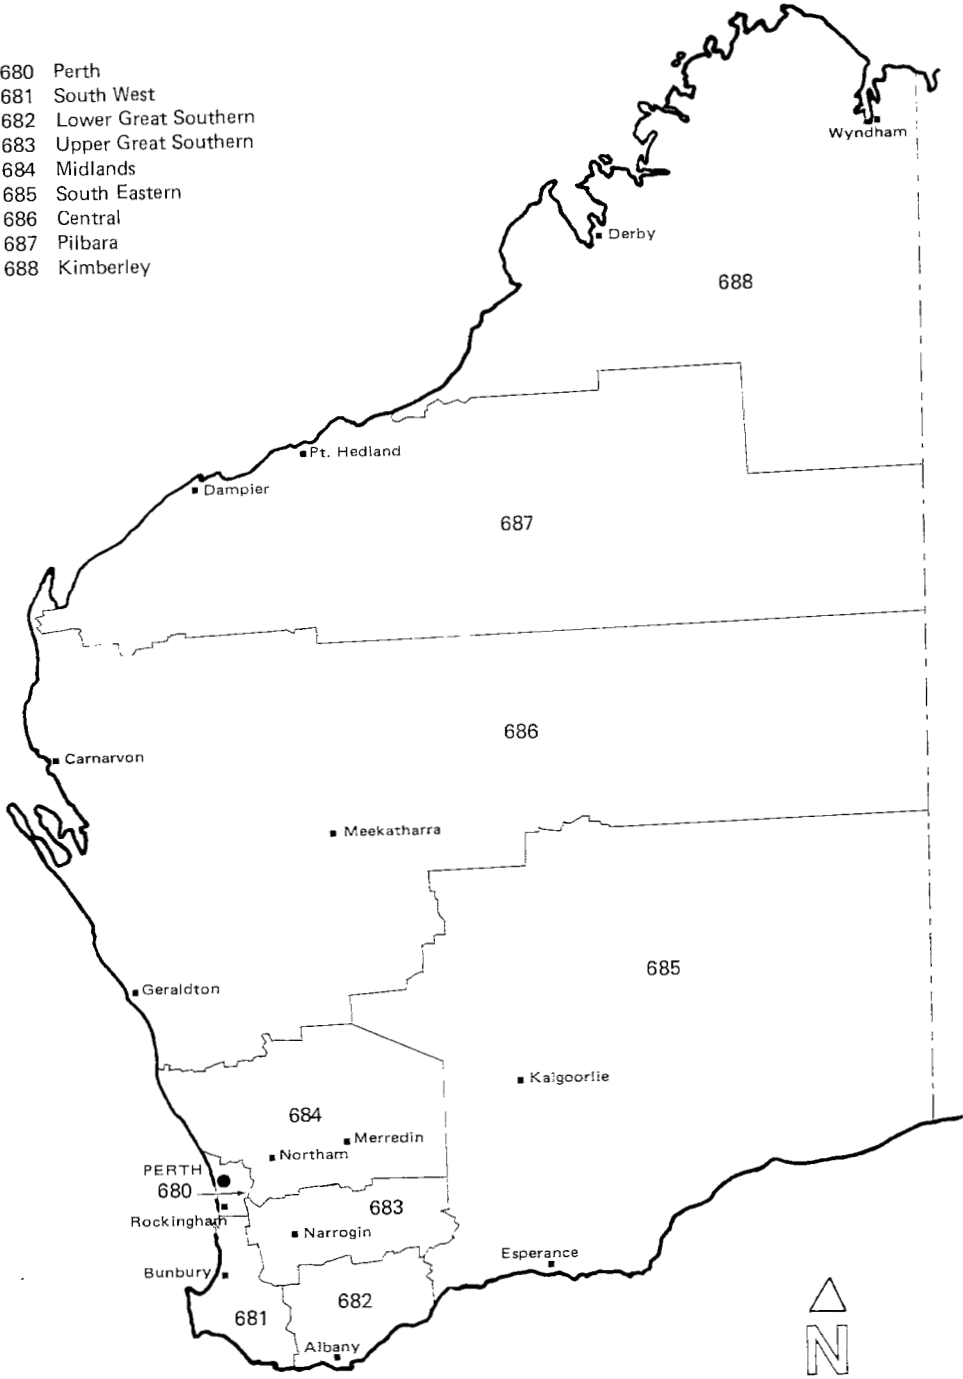 680 Perth
681 South West
682 Lower Great Southern
683 Upper Great Southern
684 Midlands
685 South Eastern
686 Central
687 Pilbara
688 Kimberley
Wyndham
Derby
688
Pt. Hedland
Dampier
687
686
Carnarvon
Meekatharra
685
Geraldton
Kalgoorlie
684
Merredin
Northam
PERTH
680
683
Rockingham
Narrogin
Esperance
Bunbury
682
681
Albany
N